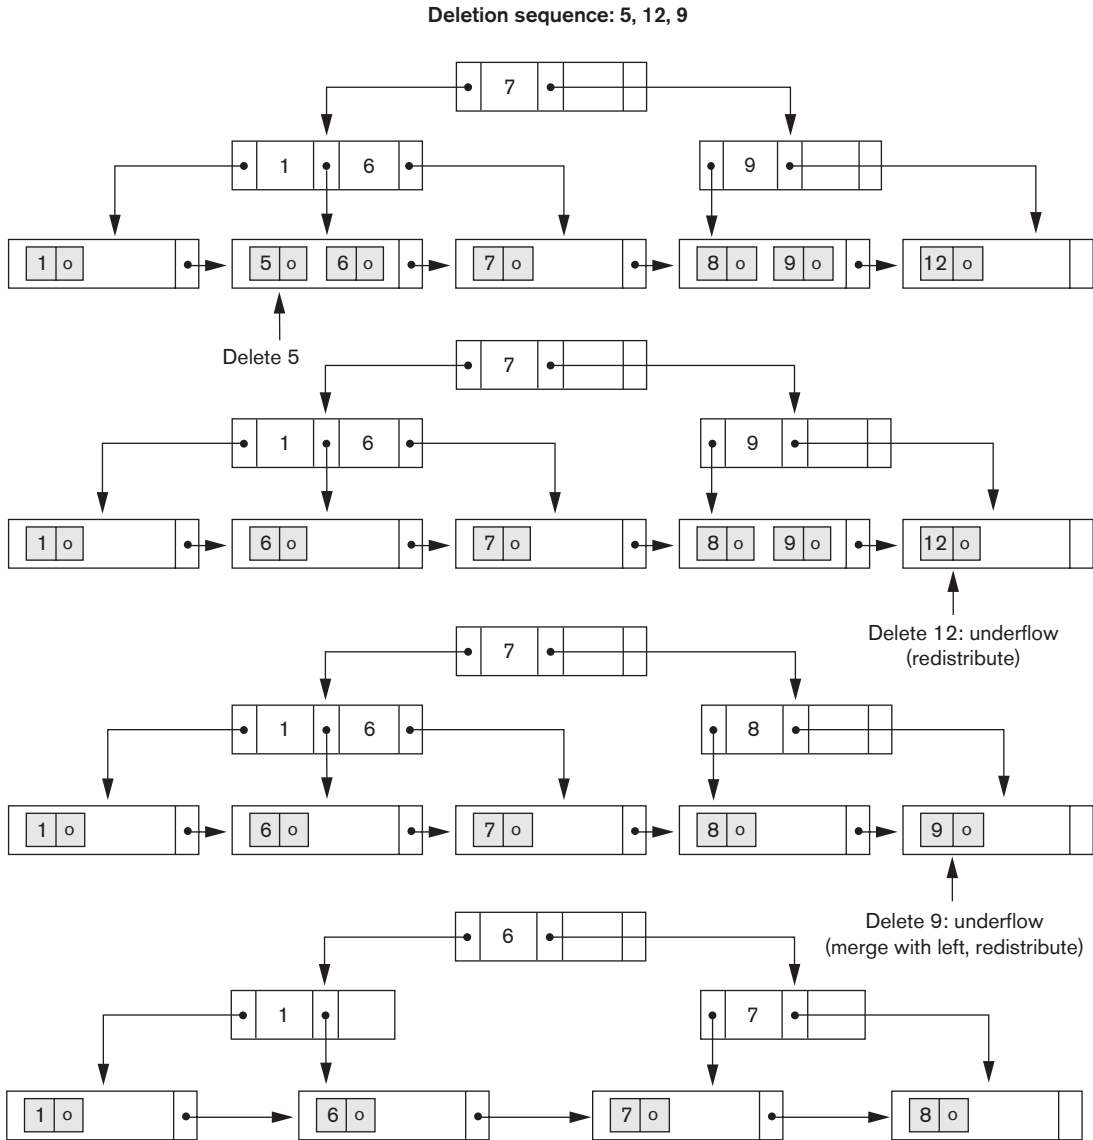 Deletion sequence: 5, 12, 9
7
1 6 9
1 o 5 o 6 o 7 o 8 o 9 o 12 o
Delete 5
7
1 6 9
1 o 6 o 7 o 8 o 9 o 12 o
Delete 12: underflow
(redistribute)
7
1 6 8
1 o 6 o 7 o 8 o 9 o
Delete 9: underflow
(merge with left, redistribute)
6
1 7
1 o 6 o 7 o 8 o